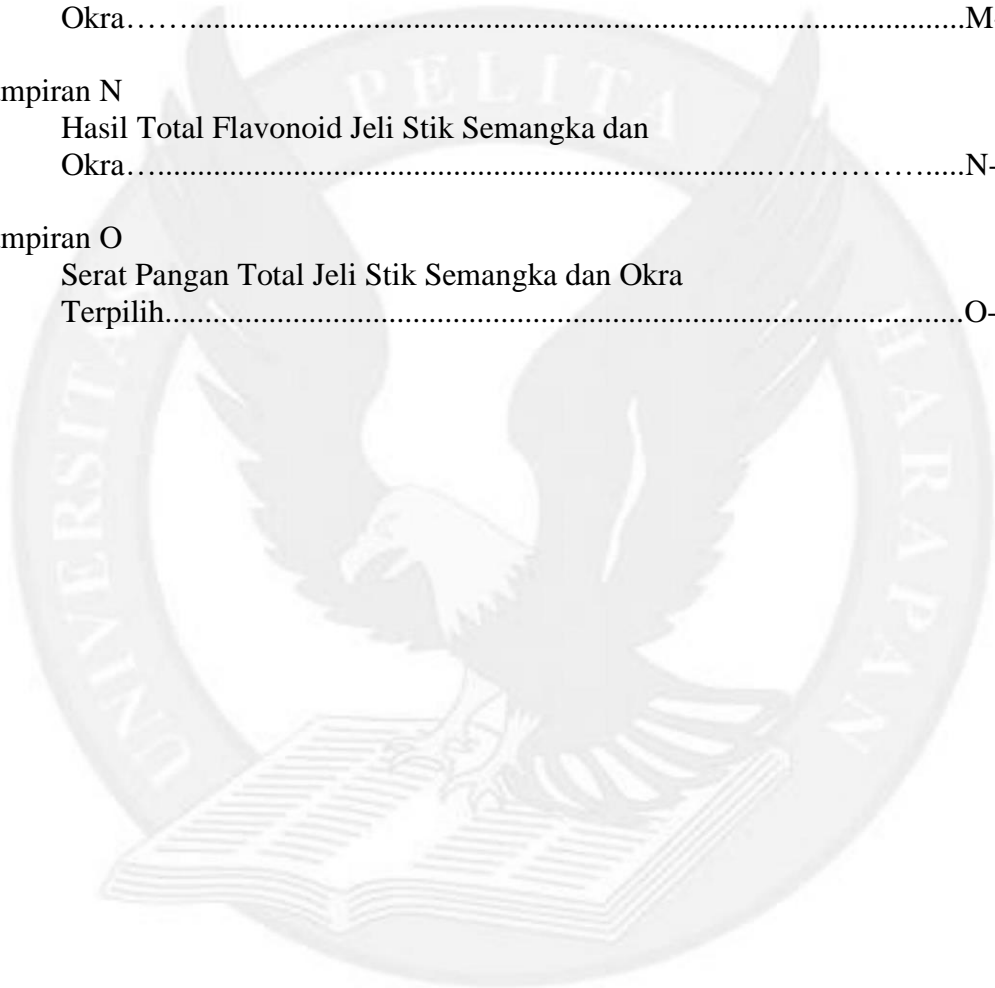 Okra…….............................................................................................M-
mpiran N
Hasil Total Flavonoid Jeli Stik Semangka dan
Okra…..........................................................................…………….....N-
mpiran O
Serat Pangan Total Jeli Stik Semangka dan Okra
Terpilih.................................................................................................O-
PELITA
UNIVERSITA
HARAPAN